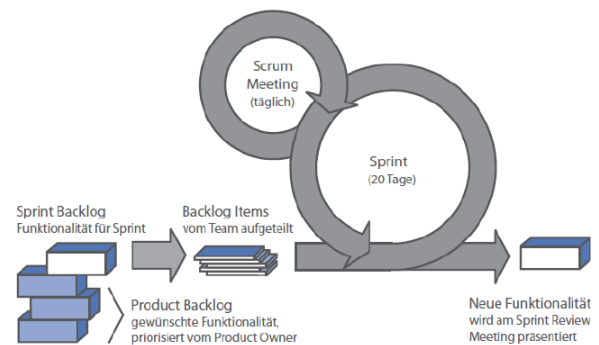 Scrum
Meeting
(täglich)
Sprint
(20 Tage)
Sprint Backlog
Funktionalität für Sprint
Backlog Items
vom Team aufgeteilt
Product Backlog
gewünschte Funktionalität,
priorisiert vom Product Owner
Neue Funktionalität
wird am Sprint Review
Meeting präsentiert